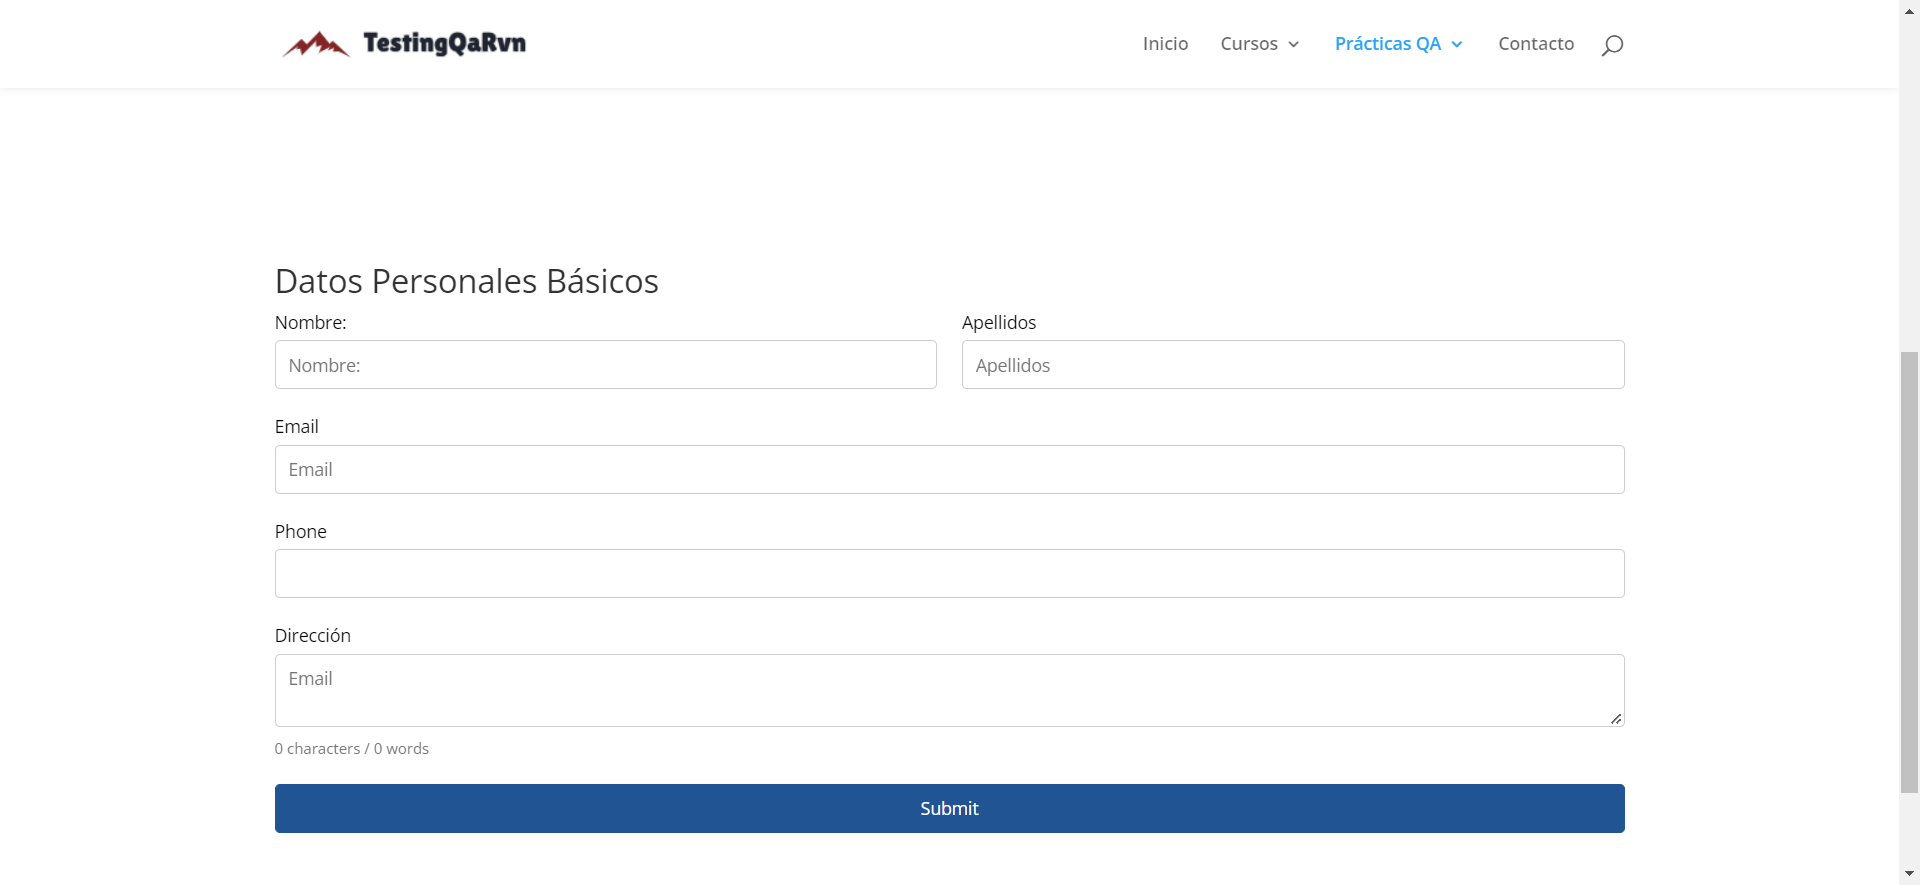 TestingQaRvn
Inicio Cursos Prácticas QA Contacto
Datos Personales Básicos
Nombre: Apellidos
Nombre: Apellidos
Email
Email
Phone
Dirección
Email
0 characters / 0 words
Submit